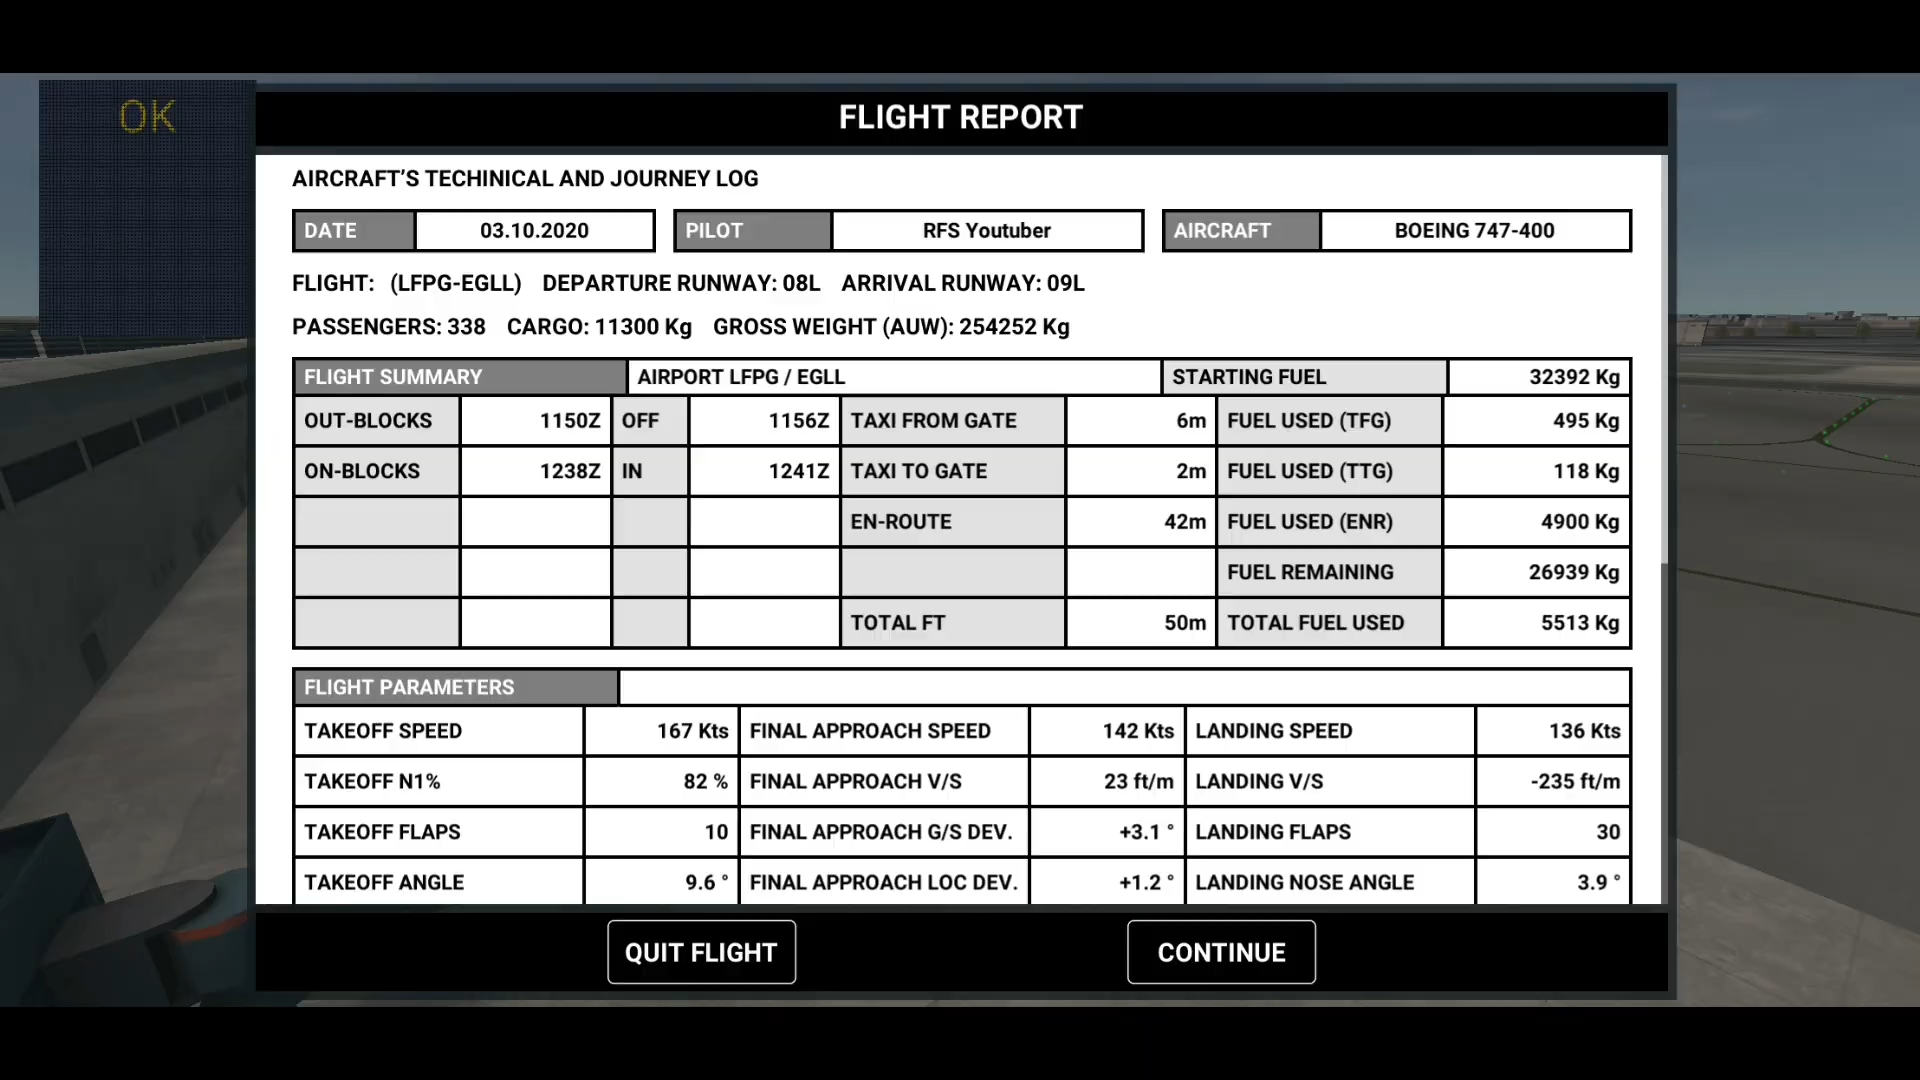 OK
FLIGHT REPORT
AIRCRAFT'S TECHINICAL AND JOURNEY LOG
DATE 03.10.2020 PILOT RFS Youtuber AIRCRAFT BOEING 747-400
FLIGHT: (LFPG-EGLL) DEPARTURE RUNWAY: 08L ARRIVAL RUNWAY: 09L
PASSENGERS: 338 CARGO: 11300 Kg GROSS WEIGHT (AUW): 254252 Kg
FLIGHT SUMMARY AIRPORT LFPG / EGLL STARTING FUEL 32392 Kg
OUT-BLOCKS 1150Z OFF 1156Z TAXI FROM GATE 6m FUEL USED (TFG) 495 Kg
ON-BLOCKS 1238Z IN 1241Z TAXI TO GATE 2m FUEL USED (TTG) 118 Kg
EN-ROUTE 42m FUEL USED (ENR) 4900 Kg
FUEL REMAINING 26939 Kg
TOTAL FT 50m TOTAL FUEL USED 5513 Kg
FLIGHT PARAMETERS
TAKEOFF SPEED 167 Kts FINAL APPROACH SPEED 142 Kts LANDING SPEED 136 Kts
TAKEOFF N1% 82 % FINAL APPROACH V/S 23 ft/m LANDING V/S -235 ft/m
TAKEOFF FLAPS 10 FINAL APPROACH G/S DEV. +3.1 ° LANDING FLAPS 30
TAKEOFF ANGLE 9.6 ° FINAL APPROACH LOC DEV. +1.2 ° LANDING NOSE ANGLE 3.9 °
QUIT FLIGHT CONTINUE